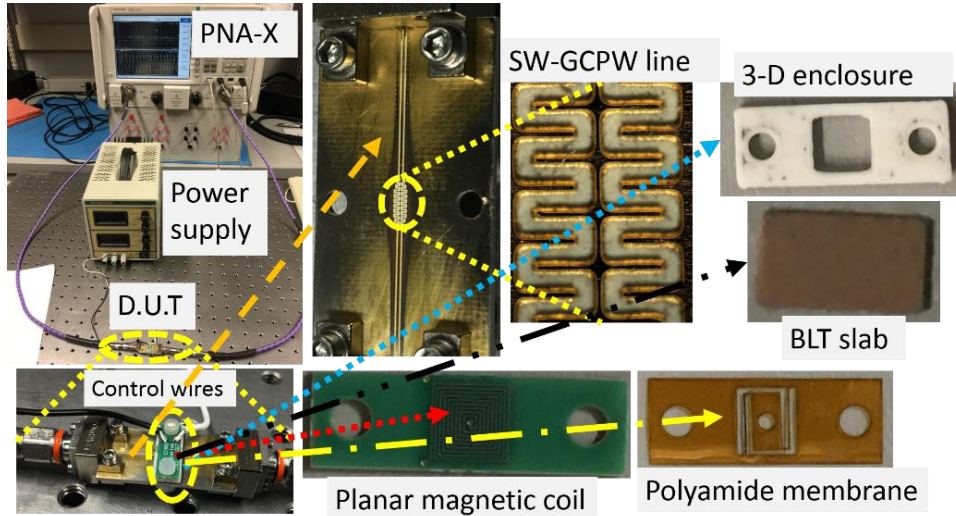 PNA-X
SW-GCPW line
3-D enclosure
Power
supply
D.U.T
BLT slab
Control wires
Planar magnetic coil
Polyamide membrane